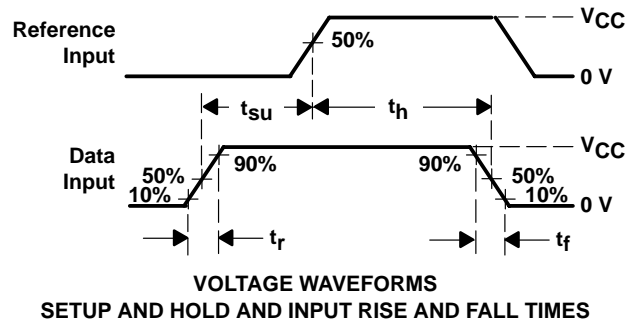 Reference
Input
50%
VCC
0 V
tsu
th
Data
Input
50%
10%
90%
90%
50%
10%
VCC
0 V
tr
tf
VOLTAGE WAVEFORMS
SETUP AND HOLD AND INPUT RISE AND FALL TIMES